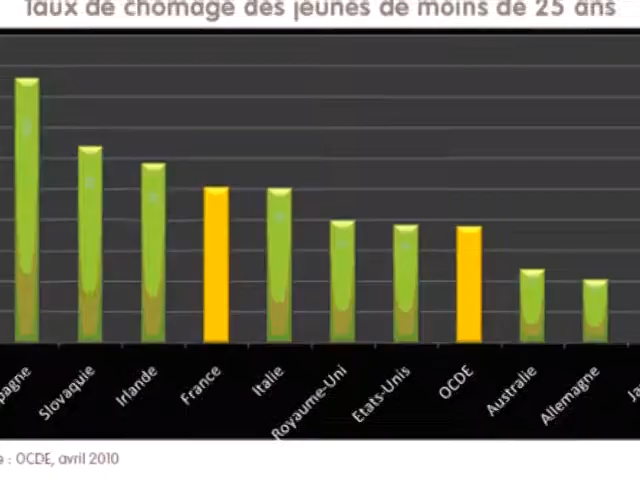 Taux de chômage des jeunes de moins de 25 ans
pagne
Slovaquie
Irlande
France
Italie
Royaume-Uni
Etats-Unis
OCDE
Australie
Allemagne
Ja
e : OCDE, avril 2010